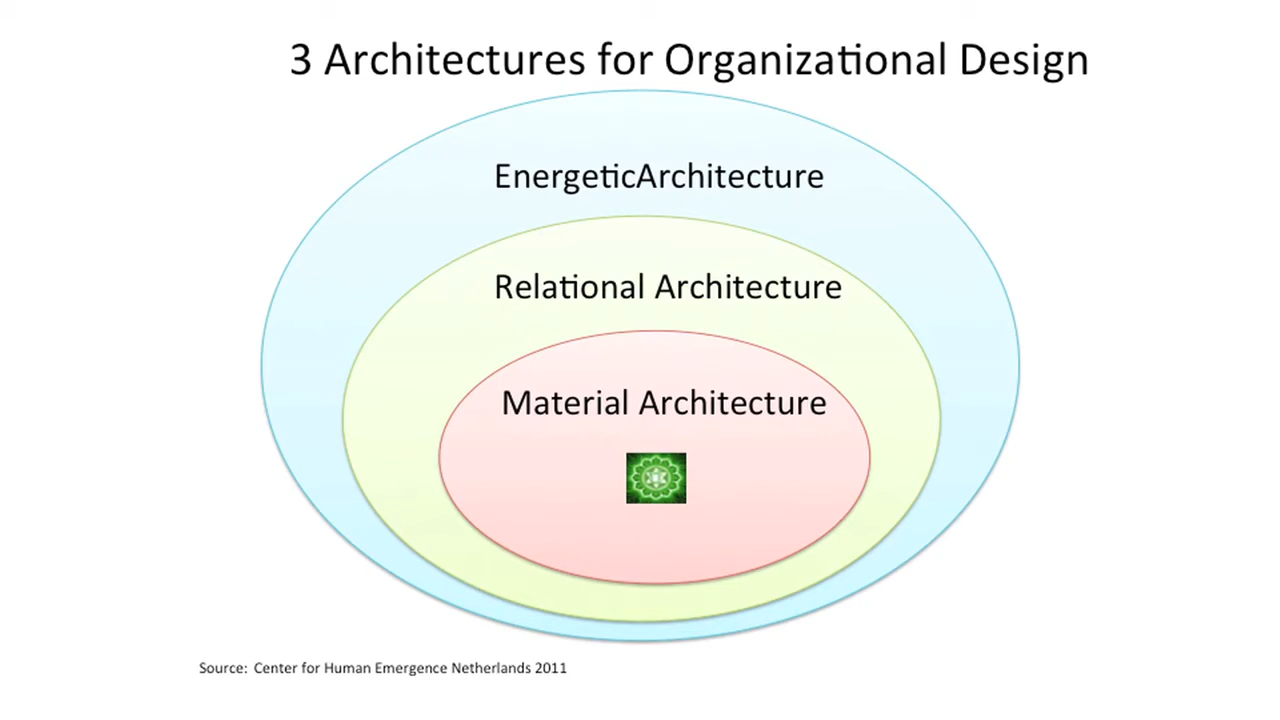 3 Architectures for Organizational Design
EnergeticArchitecture
Relational Architecture
Material Architecture
Source: Center for Human Emergence Netherlands 2011